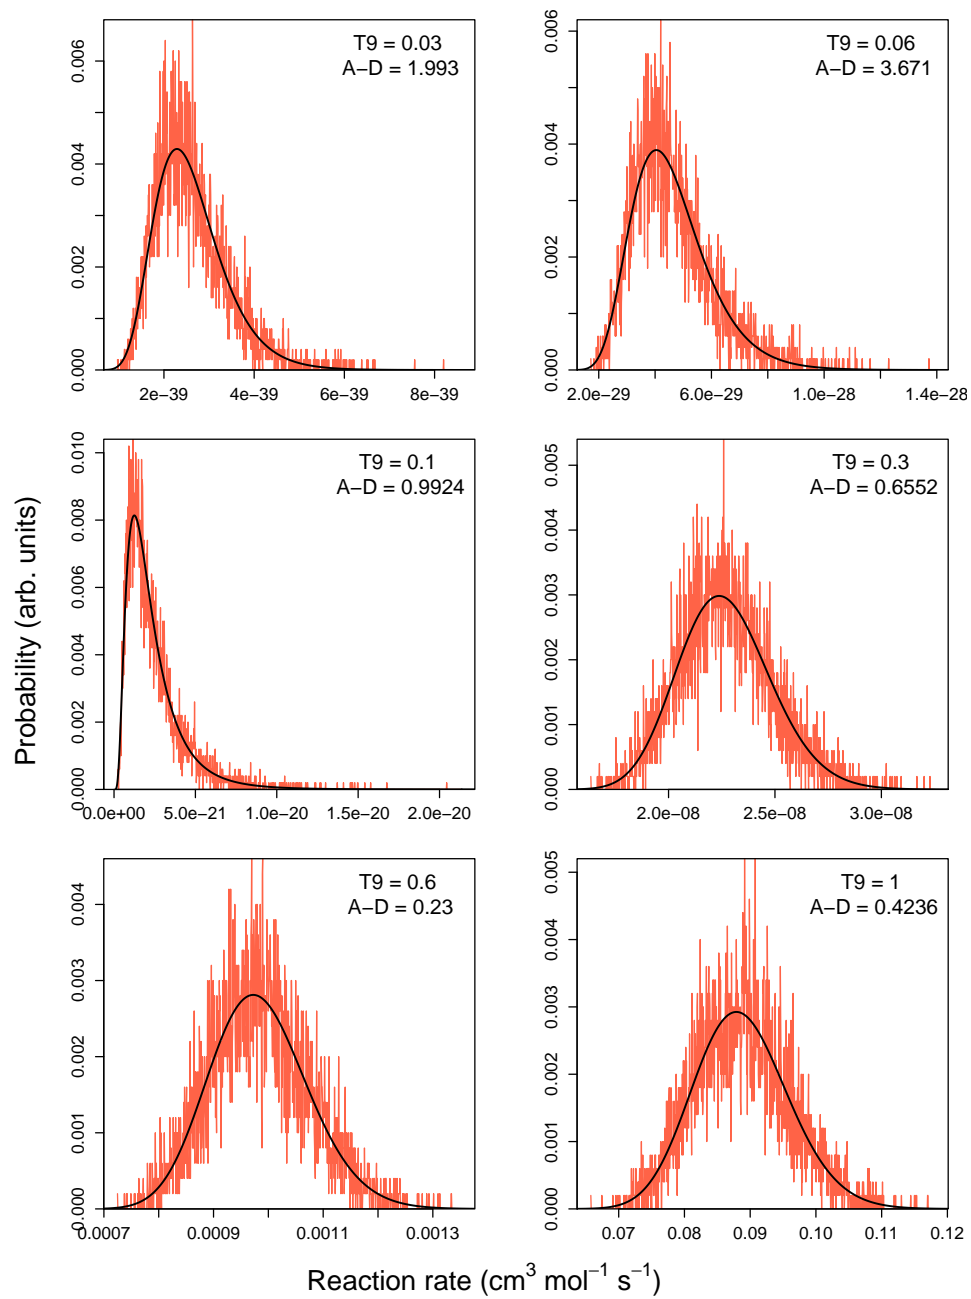 T9 = 0.03
A−D = 1.993
0.000
0.002
0.004
0.006
2e−39
4e−39
6e−39
8e−39
T9 = 0.06
A−D = 3.671
0.000
0.002
0.004
0.006
2.0e−29
6.0e−29
1.0e−28
1.4e−28
T9 = 0.1
A−D = 0.9924
0.000
0.002
0.004
0.006
0.008
0.010
0.0e+00
5.0e−21
1.0e−20
1.5e−20
2.0e−20
T9 = 0.3
A−D = 0.6552
0.000
0.001
0.002
0.003
0.004
0.005
2.0e−08
2.5e−08
3.0e−08
T9 = 0.6
A−D = 0.23
0.000
0.001
0.002
0.003
0.004
0.0007
0.0009
0.0011
0.0013
T9 = 1
A−D = 0.4236
0.000
0.001
0.002
0.003
0.004
0.005
0.07
0.08
0.09
0.10
0.11
0.12
Probability (arb. units)
Reaction rate (cm³ mol⁻¹ s⁻¹)